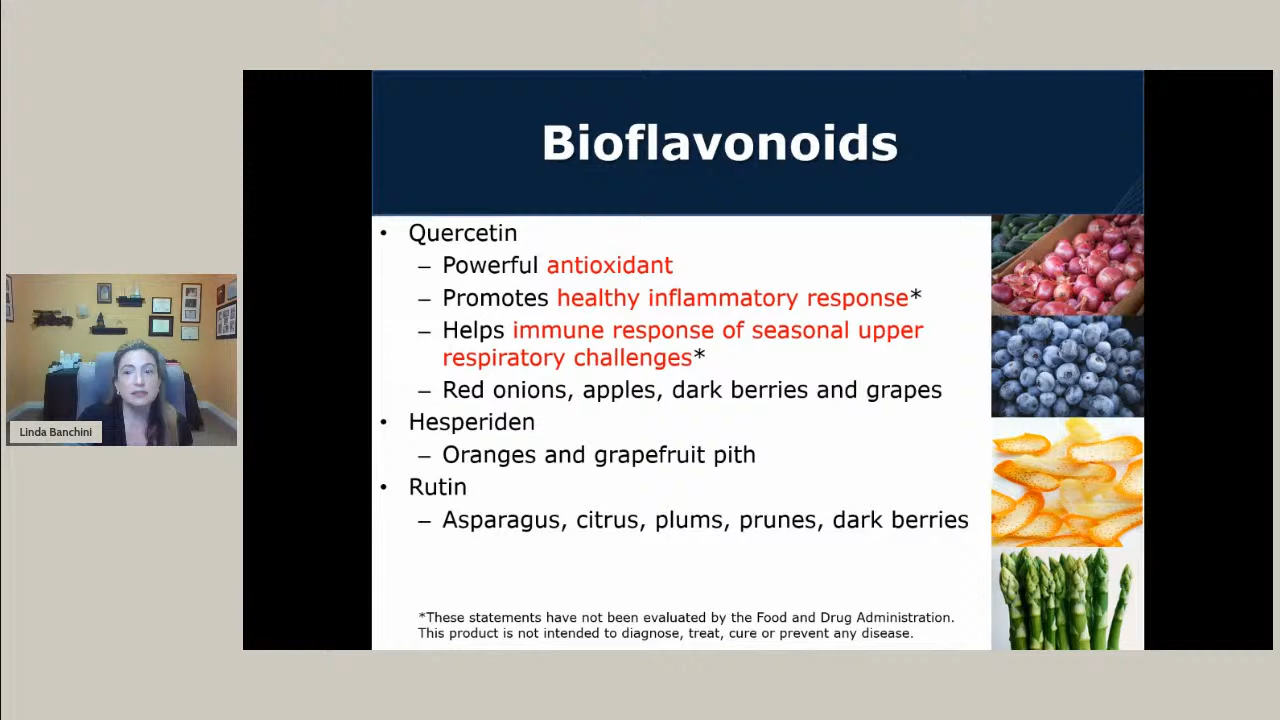 Bioflavonoids
• Quercetin
– Powerful antioxidant
– Promotes healthy inflammatory response*
– Helps immune response of seasonal upper
respiratory challenges*
– Red onions, apples, dark berries and grapes
• Hesperiden
– Oranges and grapefruit pith
• Rutin
– Asparagus, citrus, plums, prunes, dark berries
*These statements have not been evaluated by the Food and Drug Administration.
This product is not intended to diagnose, treat, cure or prevent any disease.
Linda Banchini